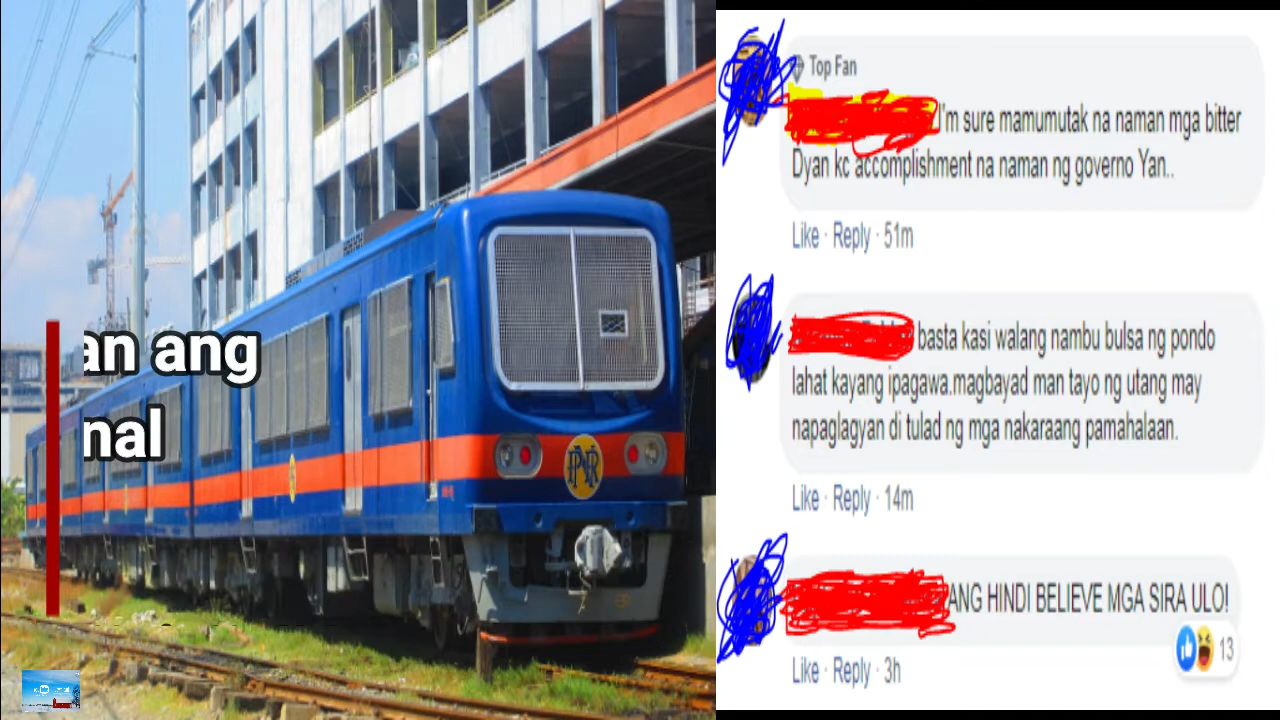 an ang
nal
PNR
Top Fan
I'm sure mamumutak na naman mga bitter
Dyan kc accomplishment na naman ng governo Yan..
Like · Reply · 51m
basta kasi walang nambu bulsa ng pondo
lahat kayang ipagawa.magbayad man tayo ng utang may
napaglagyan di tulad ng mga nakaraang pamahalaan.
Like · Reply · 14m
ANG HINDI BELIEVE MGA SIRA ULO!
13
Like · Reply · 3h